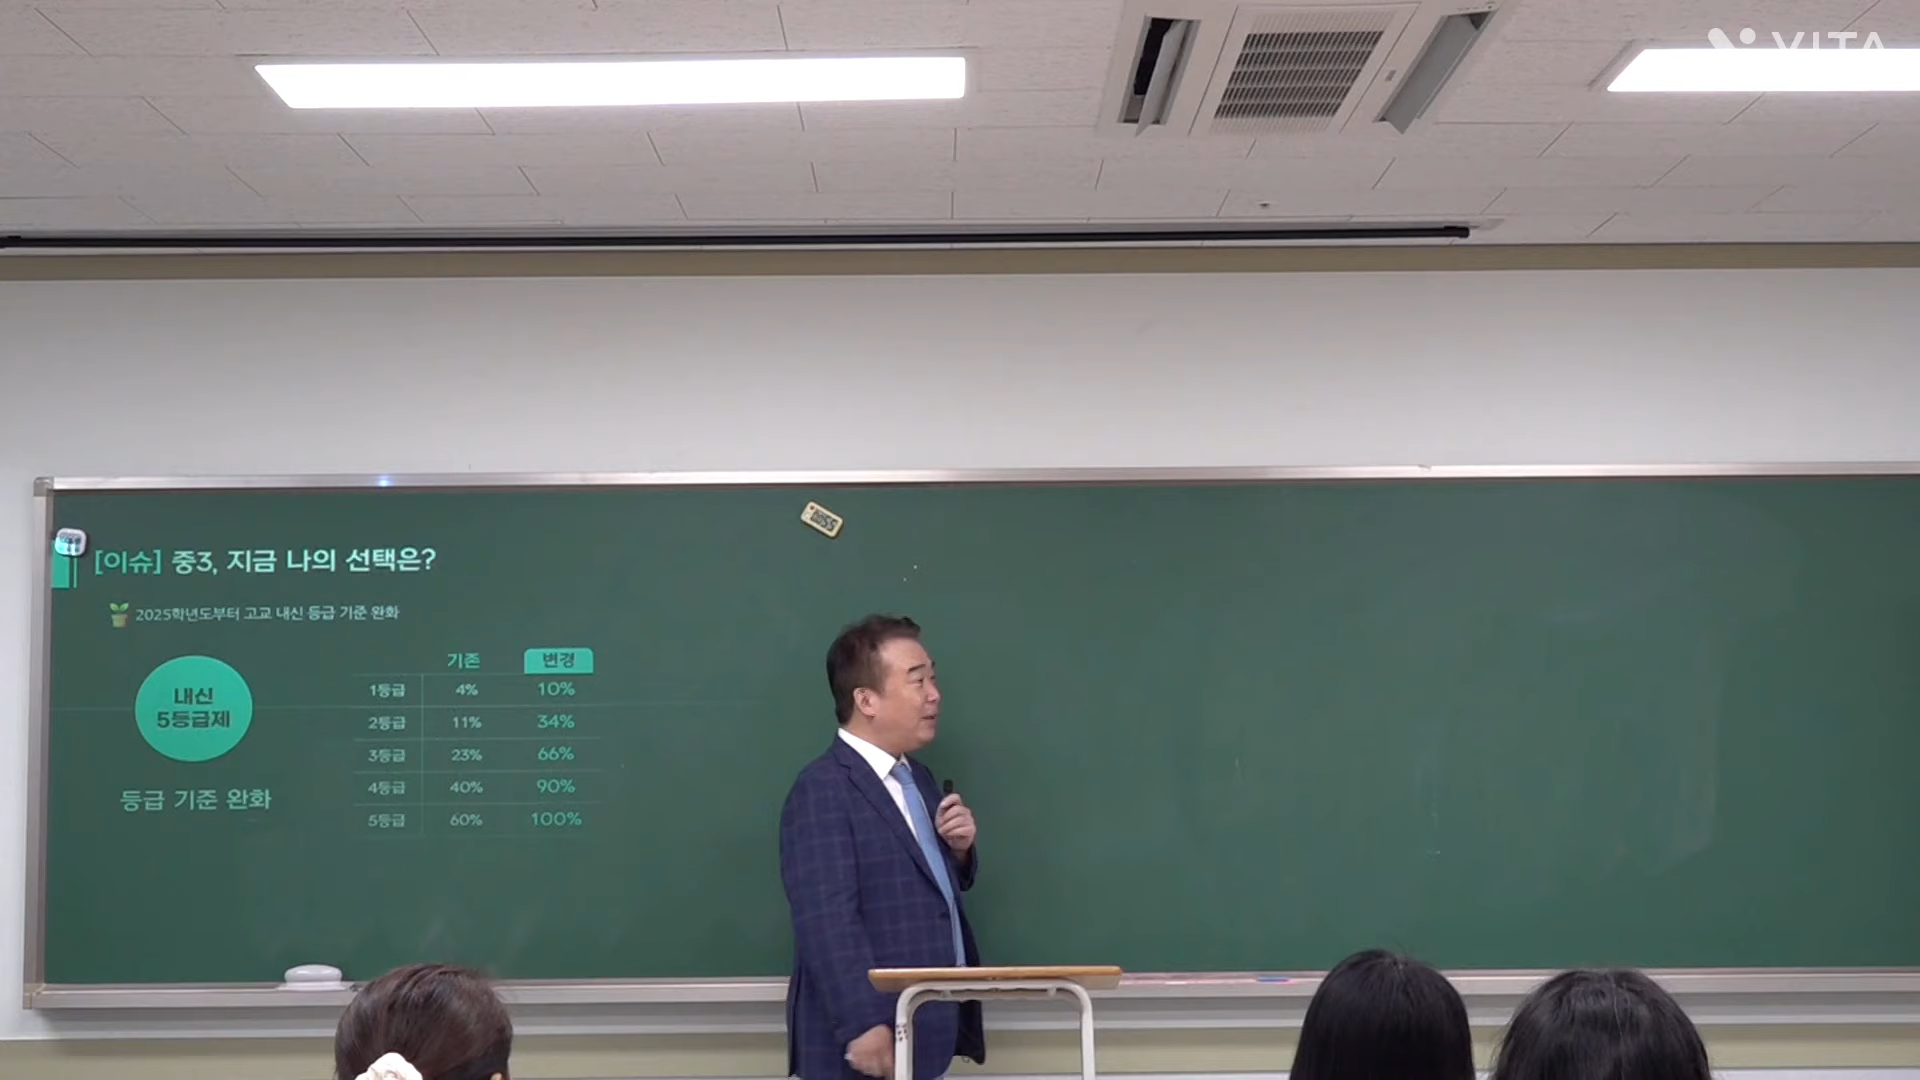 VITA
[이슈] 중3, 지금 나의 선택은?
2025학년도부터 고교 내신 등급 기준 완화
내신
5등급제
등급 기준 완화
기존 변경
1등급 4% 10%
2등급 11% 34%
3등급 23% 66%
4등급 40% 90%
5등급 60% 100%